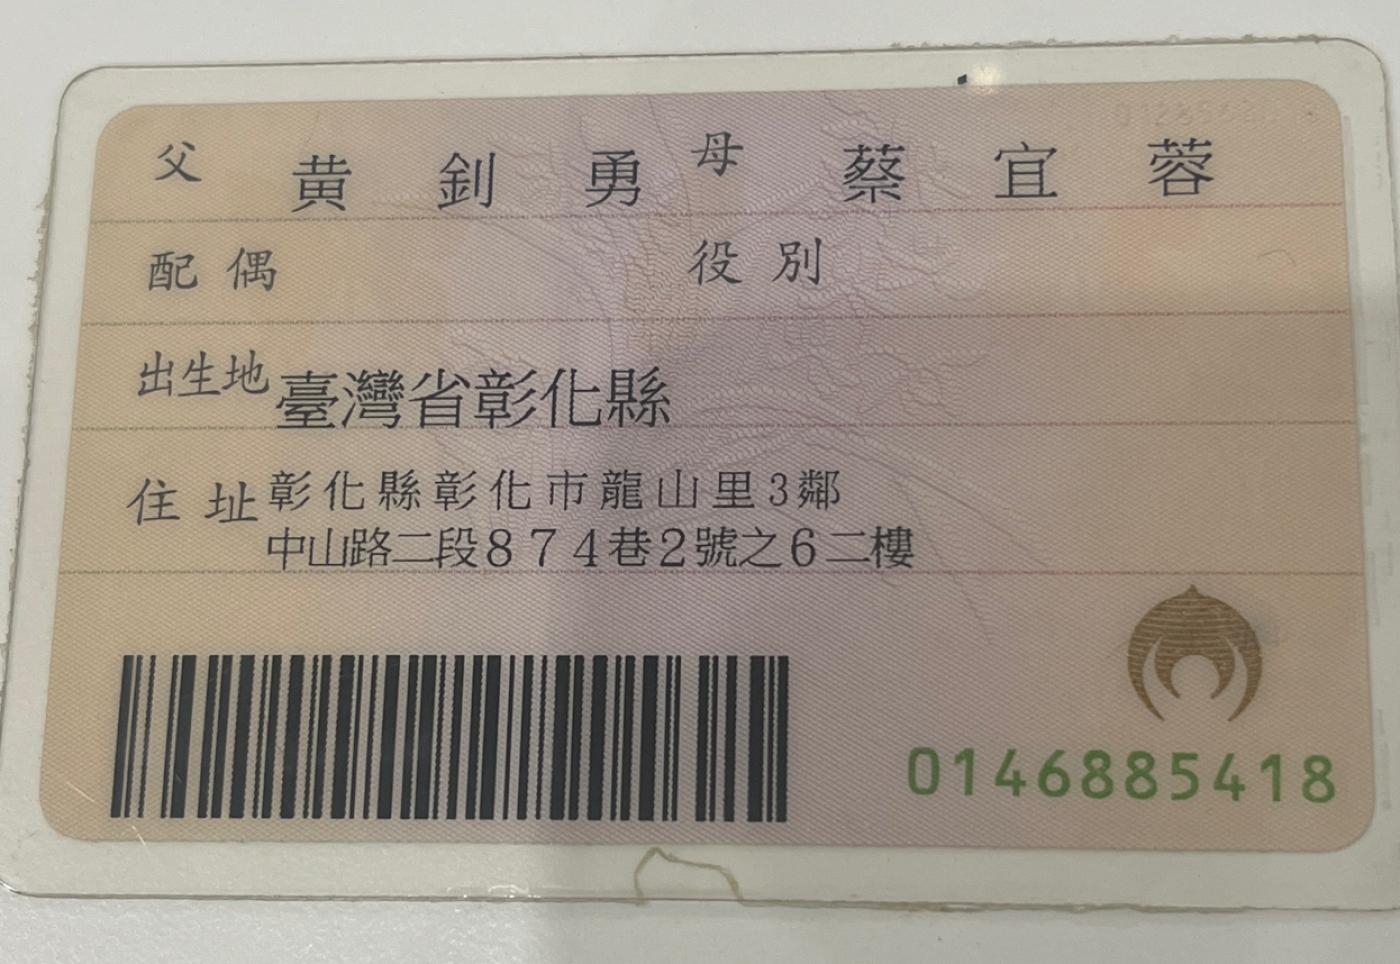 父 黃釗勇 母 蔡宜蓉
配偶 役別
出生地 臺灣省彰化縣
住址 彰化縣彰化市龍山里3鄰
中山路二段874巷2號之6二樓
0146885418